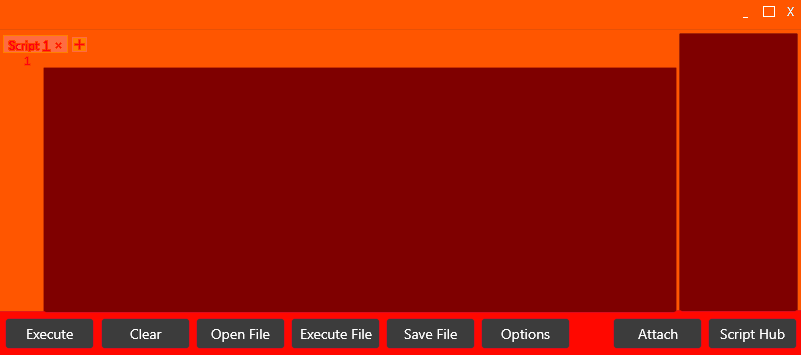 _ □ X
Script 1 × +
1
Execute Clear Open File Execute File Save File Options Attach Script Hub